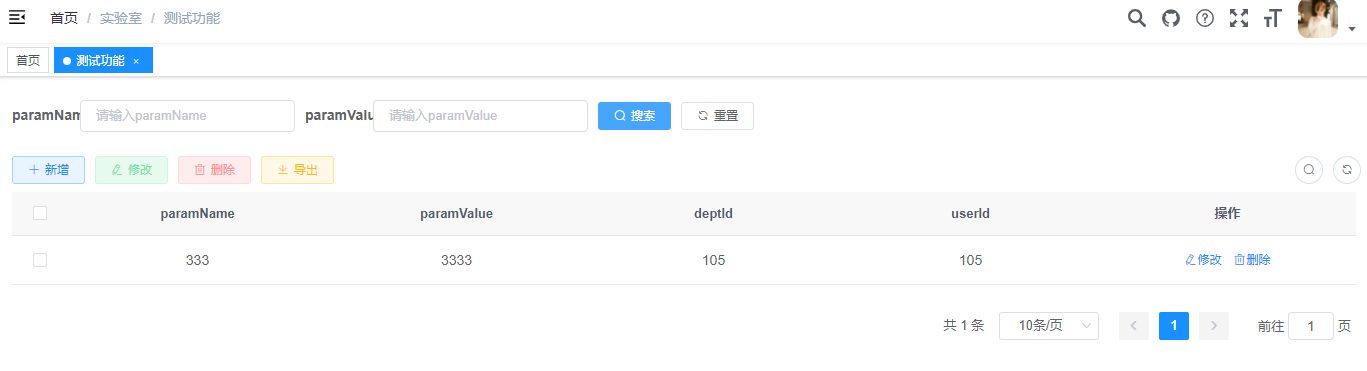 首页 / 实验室 / 测试功能
首页 测试功能 ×
paramNam 请输入paramName paramValu 请输入paramValue 搜索 重置
新增 修改 删除 导出
paramName paramValue deptId userId 操作
333 3333 105 105 修改 删除
共 1 条 10条/页 1 前往 1 页